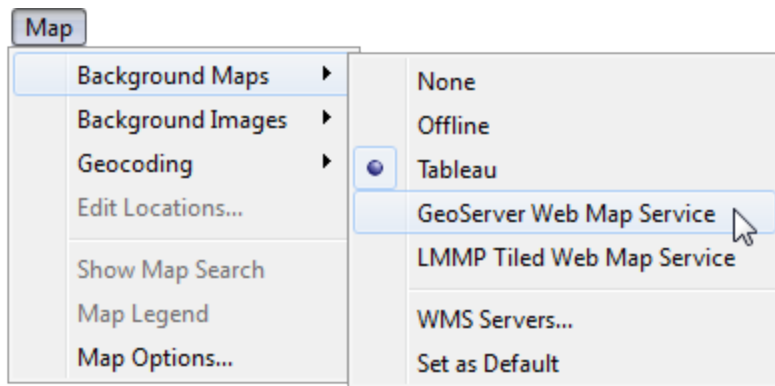 Map
Background Maps
Background Images
Geocoding
Edit Locations...
Show Map Search
Map Legend
Map Options...
None
Offline
Tableau
GeoServer Web Map Service
LMMP Tiled Web Map Service
WMS Servers...
Set as Default